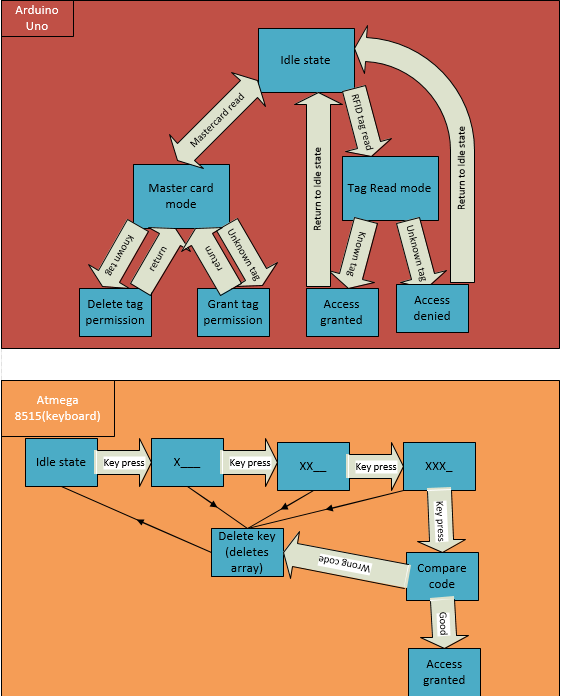 Arduino
Uno
Idle state
Mastercard read
RFID tag read
Return to Idle state
Return to Idle state
Master card
mode
Tag Read mode
Known tag
return
return
Unknown tag
Known tag
Unknown tag
Delete tag
permission
Grant tag
permission
Access
granted
Access
denied
Atmega
8515(keyboard)
Idle state
Key press
X___
Key press
XX__
Key press
XXX_
Key press
Delete key
(deletes
array)
Wrong code
Compare
code
Good
Access
granted